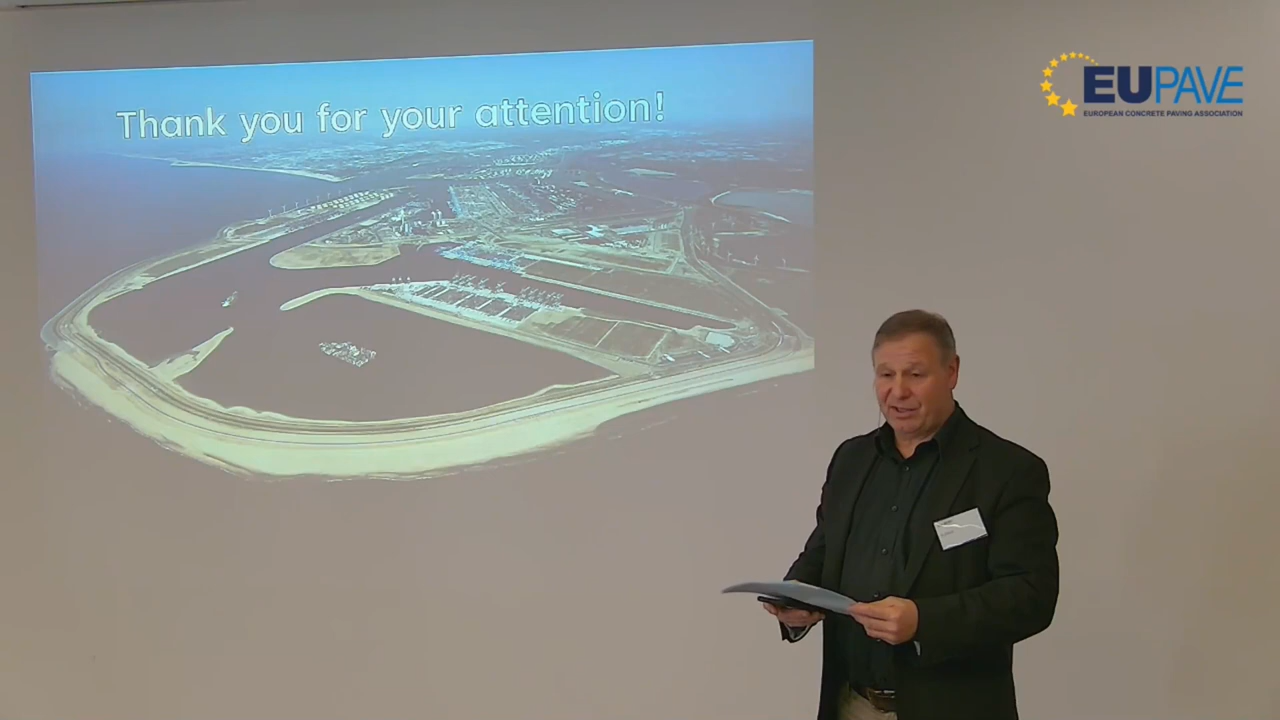 Thank you for your attention!
EUPAVE
EUROPEAN CONCRETE PAVING ASSOCIATION